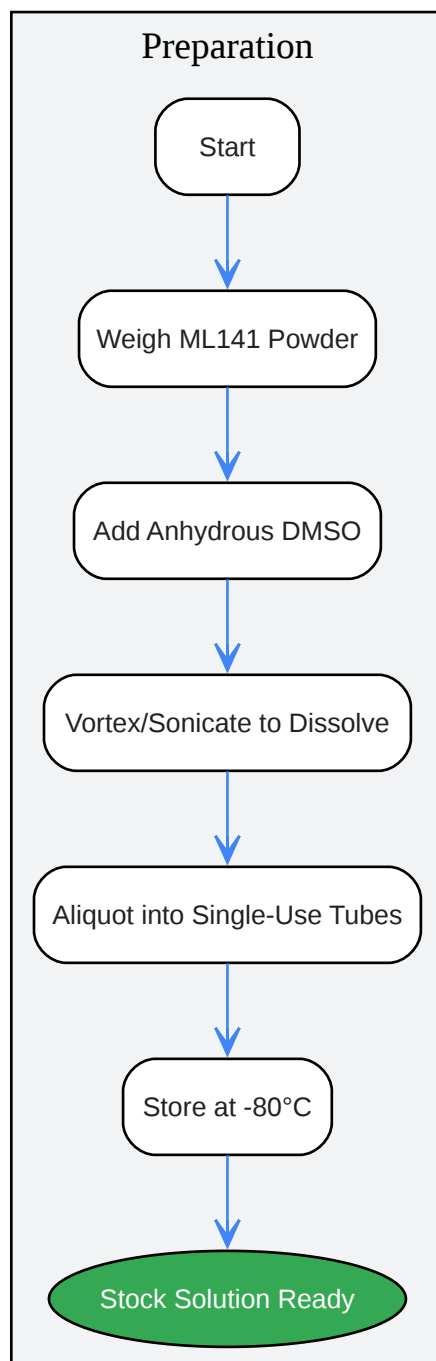 Preparation
Start
Weigh ML141 Powder
Add Anhydrous DMSO
Vortex/Sonicate to Dissolve
Aliquot into Single-Use Tubes
Store at -80°C
Stock Solution Ready